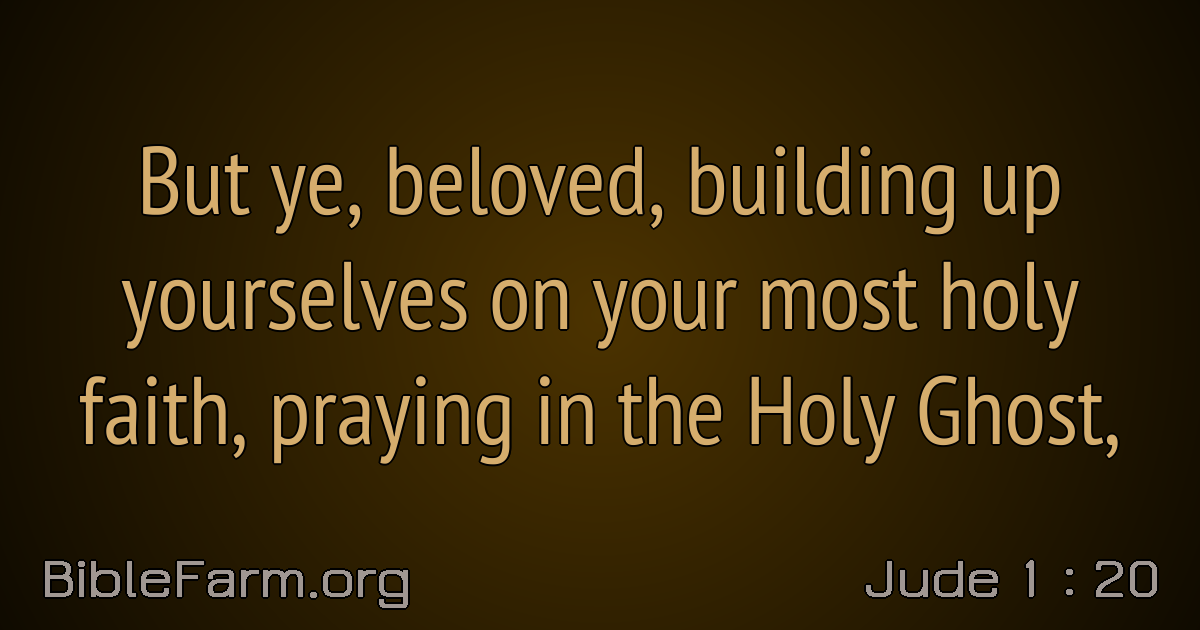 But ye, beloved, building up
yourselves on your most holy
faith, praying in the Holy Ghost,
BibleFarm.org
Jude 1 : 20